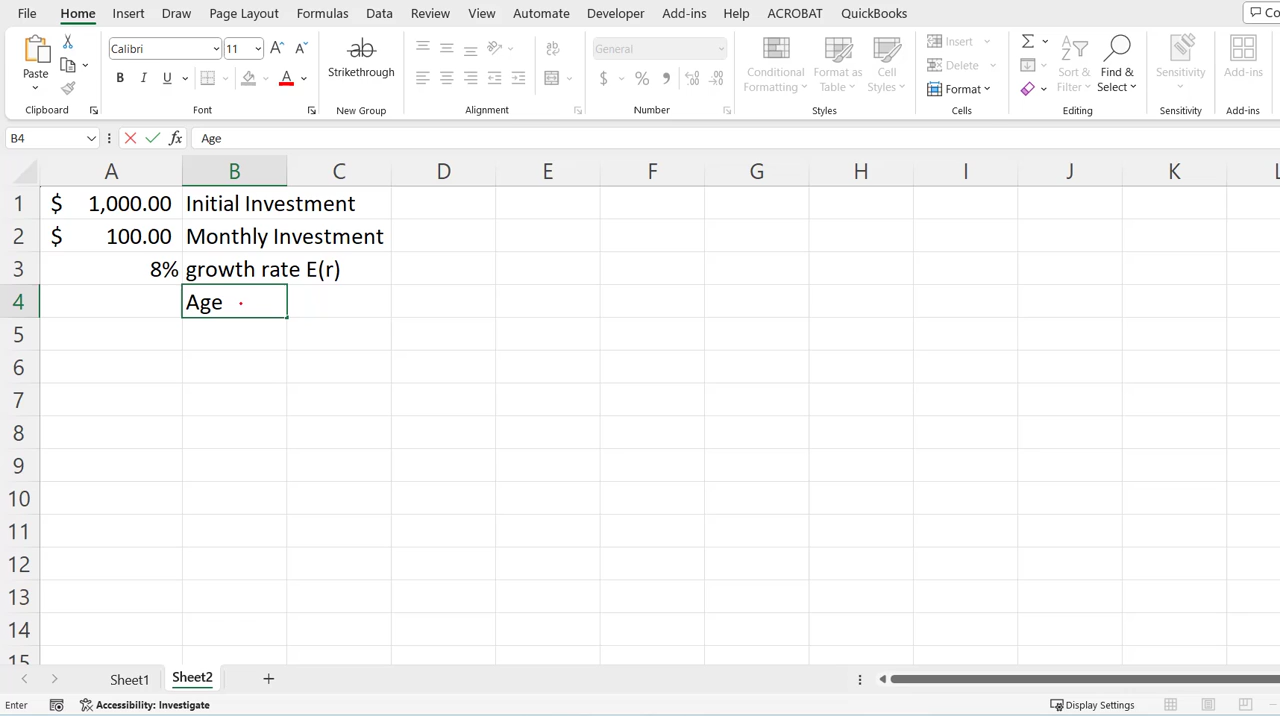 File Home Insert Draw Page Layout Formulas Data Review View Automate Developer Add-ins Help ACROBAT QuickBooks
Calibri 11 A A ab General Insert Σ
Paste Strikethrough Conditional Formatting Format as Table Cell Styles Delete Sort & Filter Find & Select Sensitivity Add-ins
B I U A $ % , Format
Clipboard Font New Group Alignment Number Styles Cells Editing Sensitivity Add-ins
B4 fx Age
A B C D E F G H I J K
1 $ 1,000.00 Initial Investment
2 $ 100.00 Monthly Investment
3 8% growth rate E(r)
4 Age
5
6
7
8
9
10
11
12
13
14
15
Sheet1 Sheet2 +
Enter Accessibility: Investigate Display Settings